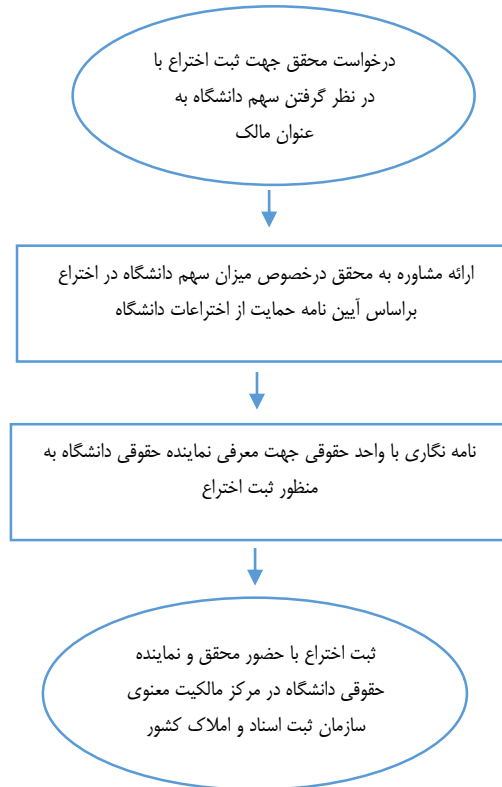 درخواست محقق جهت ثبت اختراع با
در نظر گرفتن سهم دانشگاه به
عنوان مالک
ارائه مشاوره به محقق درخصوص میزان سهم دانشگاه در اختراع
براساس آیین نامه حمایت از اختراعات دانشگاه
نامه نگاری با واحد حقوقی جهت معرفی نماینده حقوقی دانشگاه به
منظور ثبت اختراع
ثبت اختراع با حضور محقق و نماینده
حقوقی دانشگاه در مرکز مالکیت معنوی
سازمان ثبت اسناد و املاک کشور